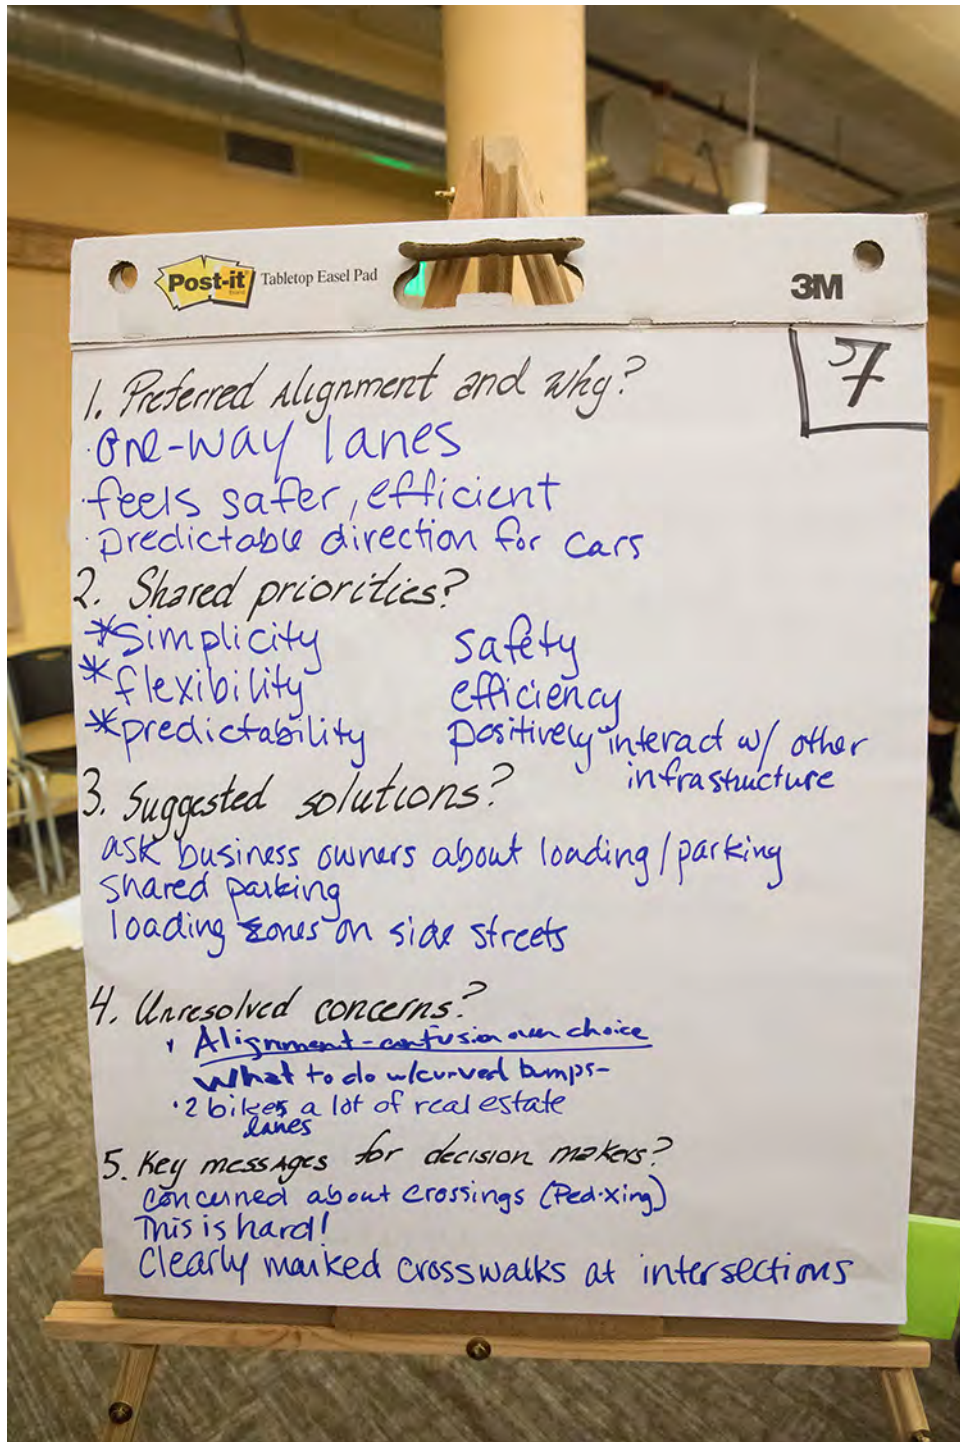 Post-it Tabletop Easel Pad
Brand
3M
7
1. Preferred Alignment and why?
·One-way lanes
·feels safer, efficient
·predictable direction for cars
2. Shared priorities?
*Simplicity safety
*flexibility efficiency
*predictability positively interact w/ other
infrastructure
3. Suggested solutions?
ask business owners about loading/parking
shared parking
loading zones on side streets
4. Unresolved concerns?
· Alignment-confusion over choice
What to do w/curved bumps-
·2 bikes a lot of real estate
lanes
5. Key messages for decision makers?
concerned about crossings (Ped-Xing)
This is hard!
Clearly marked crosswalks at intersections